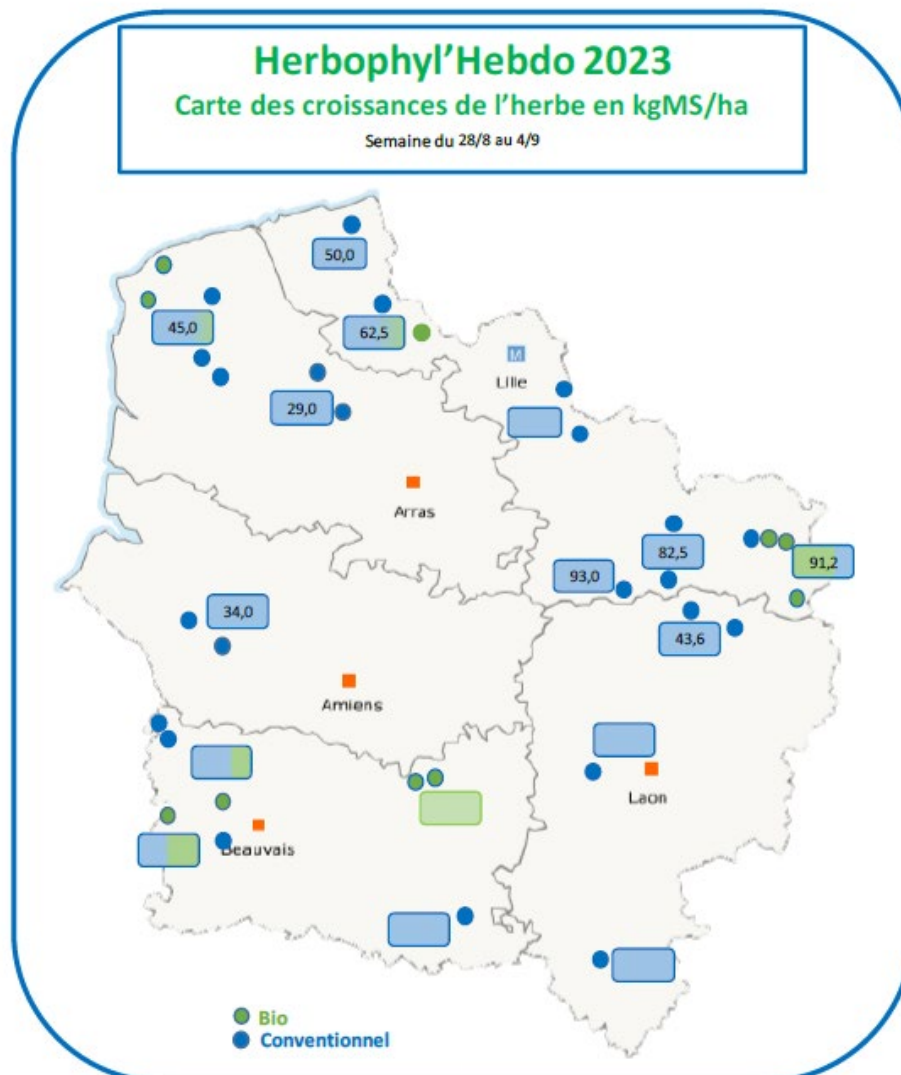 Herbophyl'Hebdo 2023
Carte des croissances de l'herbe en kgMS/ha
Semaine du 28/8 au 4/9
50,0
45,0
62,5
M
Lille
29,0
Arras
82,5
91,2
93,0
34,0
43,6
Amiens
Laon
Beauvais
Bio
Conventionnel